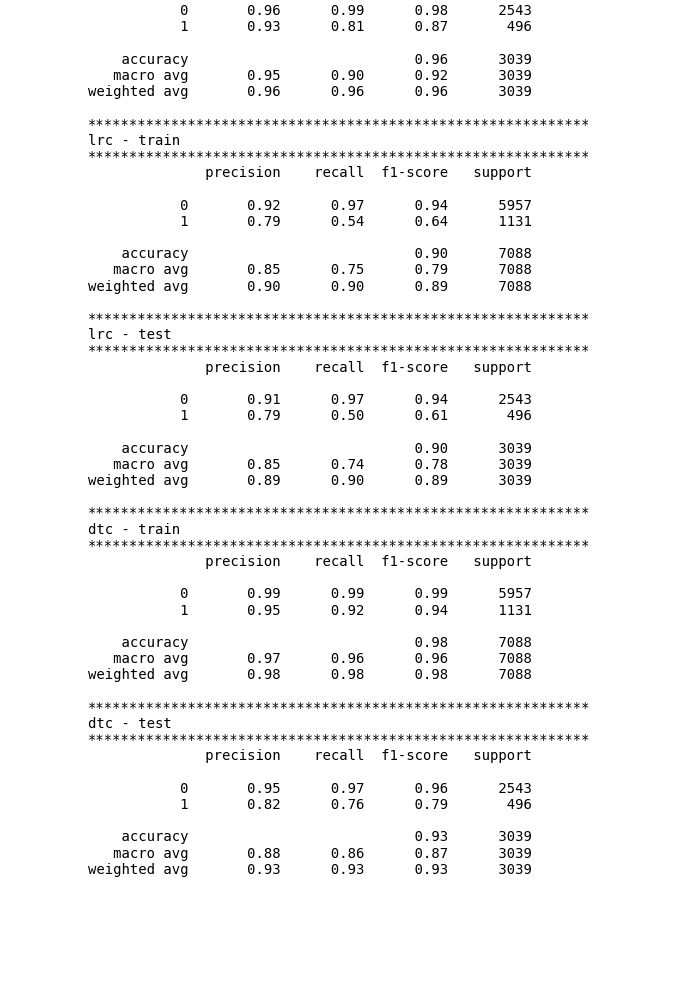 0       0.96      0.99      0.98      2543
           1       0.93      0.81      0.87       496

    accuracy                           0.96      3039
   macro avg       0.95      0.90      0.92      3039
weighted avg       0.96      0.96      0.96      3039

************************************************************
lrc - train
************************************************************
              precision    recall  f1-score   support

           0       0.92      0.97      0.94      5957
           1       0.79      0.54      0.64      1131

    accuracy                           0.90      7088
   macro avg       0.85      0.75      0.79      7088
weighted avg       0.90      0.90      0.89      7088

************************************************************
lrc - test
************************************************************
              precision    recall  f1-score   support

           0       0.91      0.97      0.94      2543
           1       0.79      0.50      0.61       496

    accuracy                           0.90      3039
   macro avg       0.85      0.74      0.78      3039
weighted avg       0.89      0.90      0.89      3039

************************************************************
dtc - train
************************************************************
              precision    recall  f1-score   support

           0       0.99      0.99      0.99      5957
           1       0.95      0.92      0.94      1131

    accuracy                           0.98      7088
   macro avg       0.97      0.96      0.96      7088
weighted avg       0.98      0.98      0.98      7088

************************************************************
dtc - test
************************************************************
              precision    recall  f1-score   support

           0       0.95      0.97      0.96      2543
           1       0.82      0.76      0.79       496

    accuracy                           0.93      3039
   macro avg       0.88      0.86      0.87      3039
weighted avg       0.93      0.93      0.93      3039